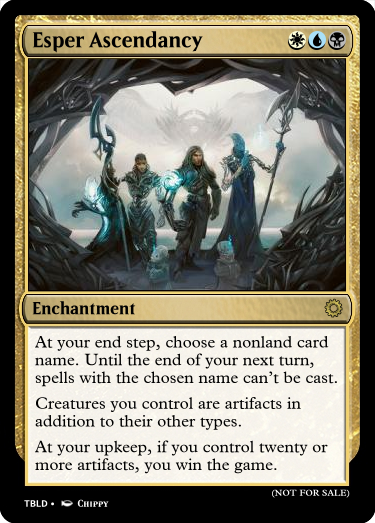 Esper Ascendancy
Enchantment
At your end step, choose a nonland card
name. Until the end of your next turn,
spells with the chosen name can't be cast.
Creatures you control are artifacts in
addition to their other types.
At your upkeep, if you control twenty or
more artifacts, you win the game.
(NOT FOR SALE)
TBLD • Chippy